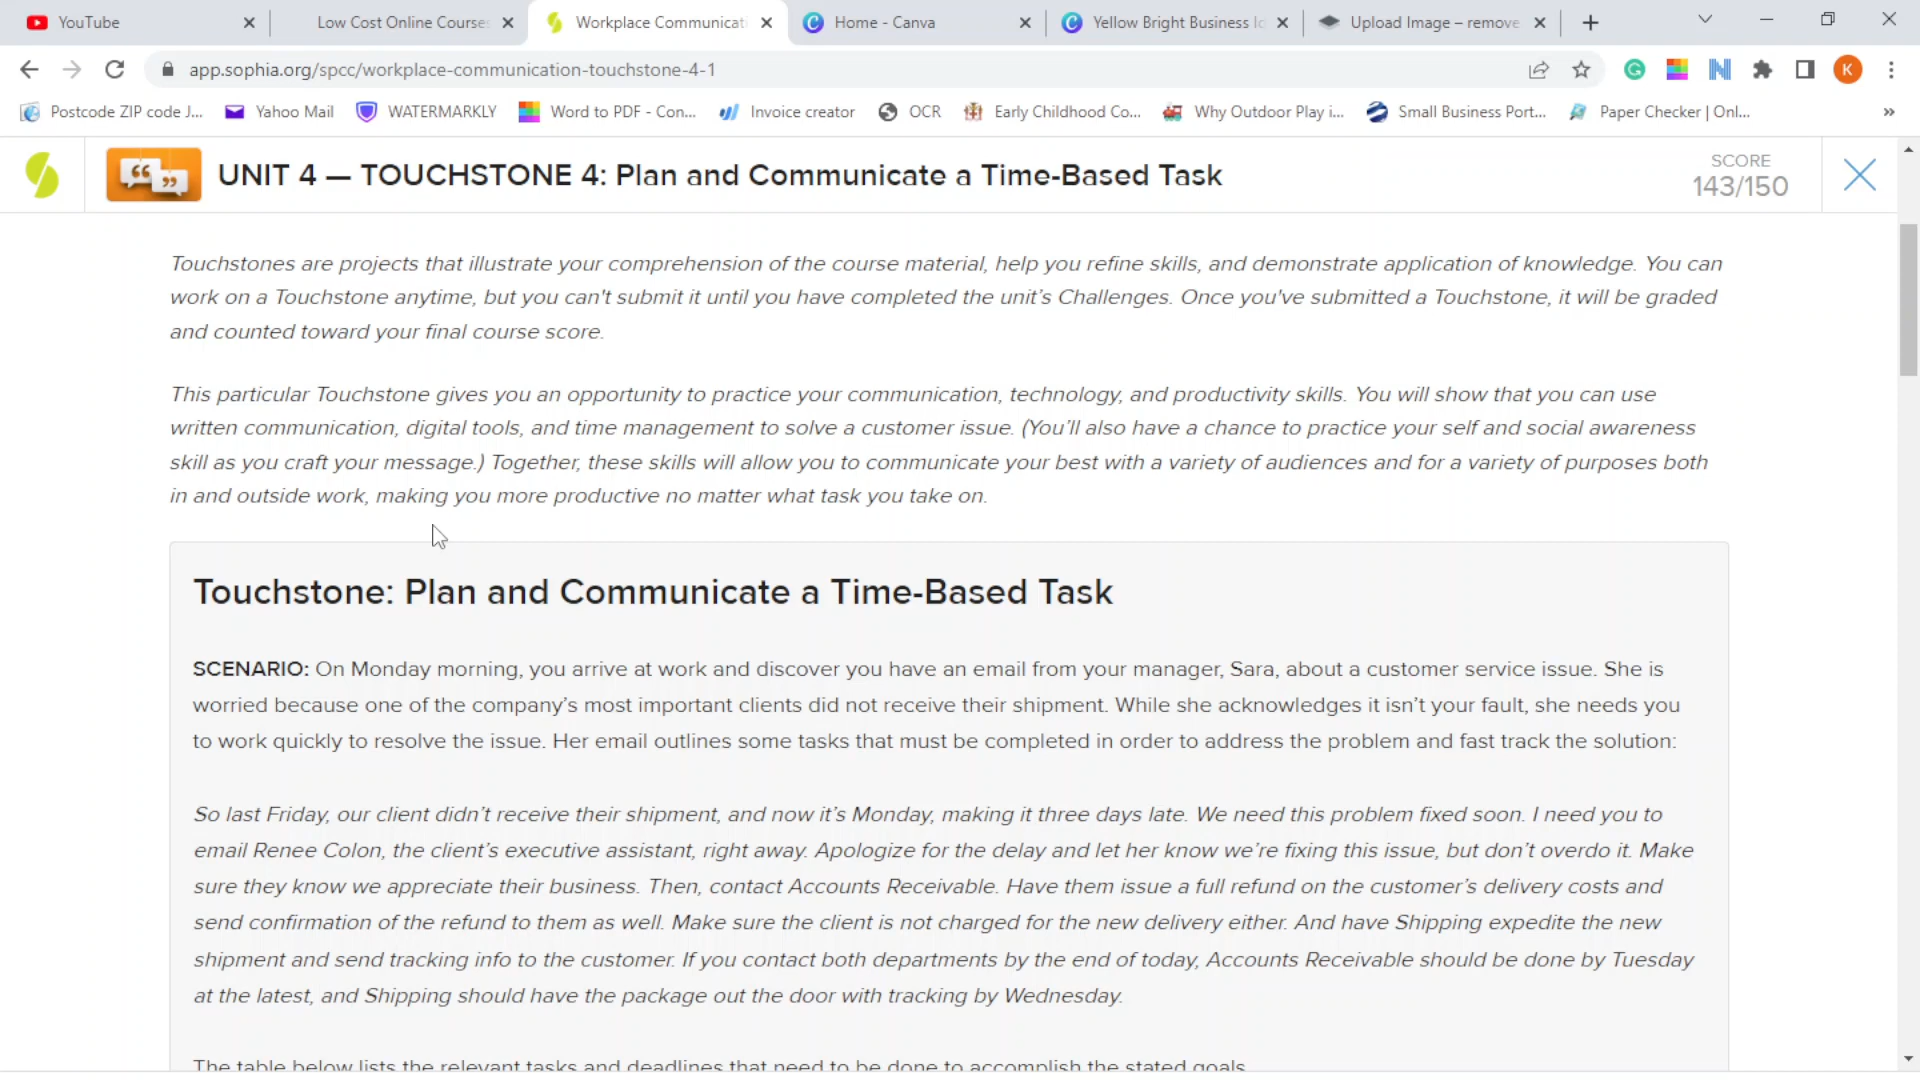 YouTube
Low Cost Online Courses
Workplace Communicati
Home - Canva
Yellow Bright Business Ic
Upload Image – remove
app.sophia.org/spcc/workplace-communication-touchstone-4-1
K
Postcode ZIP code J...
Yahoo Mail
WATERMARKLY
Word to PDF - Con...
Invoice creator
OCR
Early Childhood Co...
Why Outdoor Play i...
Small Business Port...
Paper Checker | Onl...
UNIT 4 — TOUCHSTONE 4: Plan and Communicate a Time-Based Task
SCORE
143/150
Touchstones are projects that illustrate your comprehension of the course material, help you refine skills, and demonstrate application of knowledge. You can
work on a Touchstone anytime, but you can't submit it until you have completed the unit's Challenges. Once you've submitted a Touchstone, it will be graded
and counted toward your final course score.
This particular Touchstone gives you an opportunity to practice your communication, technology, and productivity skills. You will show that you can use
written communication, digital tools, and time management to solve a customer issue. (You'll also have a chance to practice your self and social awareness
skill as you craft your message.) Together, these skills will allow you to communicate your best with a variety of audiences and for a variety of purposes both
in and outside work, making you more productive no matter what task you take on.
Touchstone: Plan and Communicate a Time-Based Task
SCENARIO: On Monday morning, you arrive at work and discover you have an email from your manager, Sara, about a customer service issue. She is
worried because one of the company's most important clients did not receive their shipment. While she acknowledges it isn't your fault, she needs you
to work quickly to resolve the issue. Her email outlines some tasks that must be completed in order to address the problem and fast track the solution:
So last Friday, our client didn't receive their shipment, and now it's Monday, making it three days late. We need this problem fixed soon. I need you to
email Renee Colon, the client's executive assistant, right away. Apologize for the delay and let her know we're fixing this issue, but don't overdo it. Make
sure they know we appreciate their business. Then, contact Accounts Receivable. Have them issue a full refund on the customer's delivery costs and
send confirmation of the refund to them as well. Make sure the client is not charged for the new delivery either. And have Shipping expedite the new
shipment and send tracking info to the customer. If you contact both departments by the end of today, Accounts Receivable should be done by Tuesday
at the latest, and Shipping should have the package out the door with tracking by Wednesday.
The table below lists the relevant tasks and deadlines that need to be done to accomplish the stated goals.